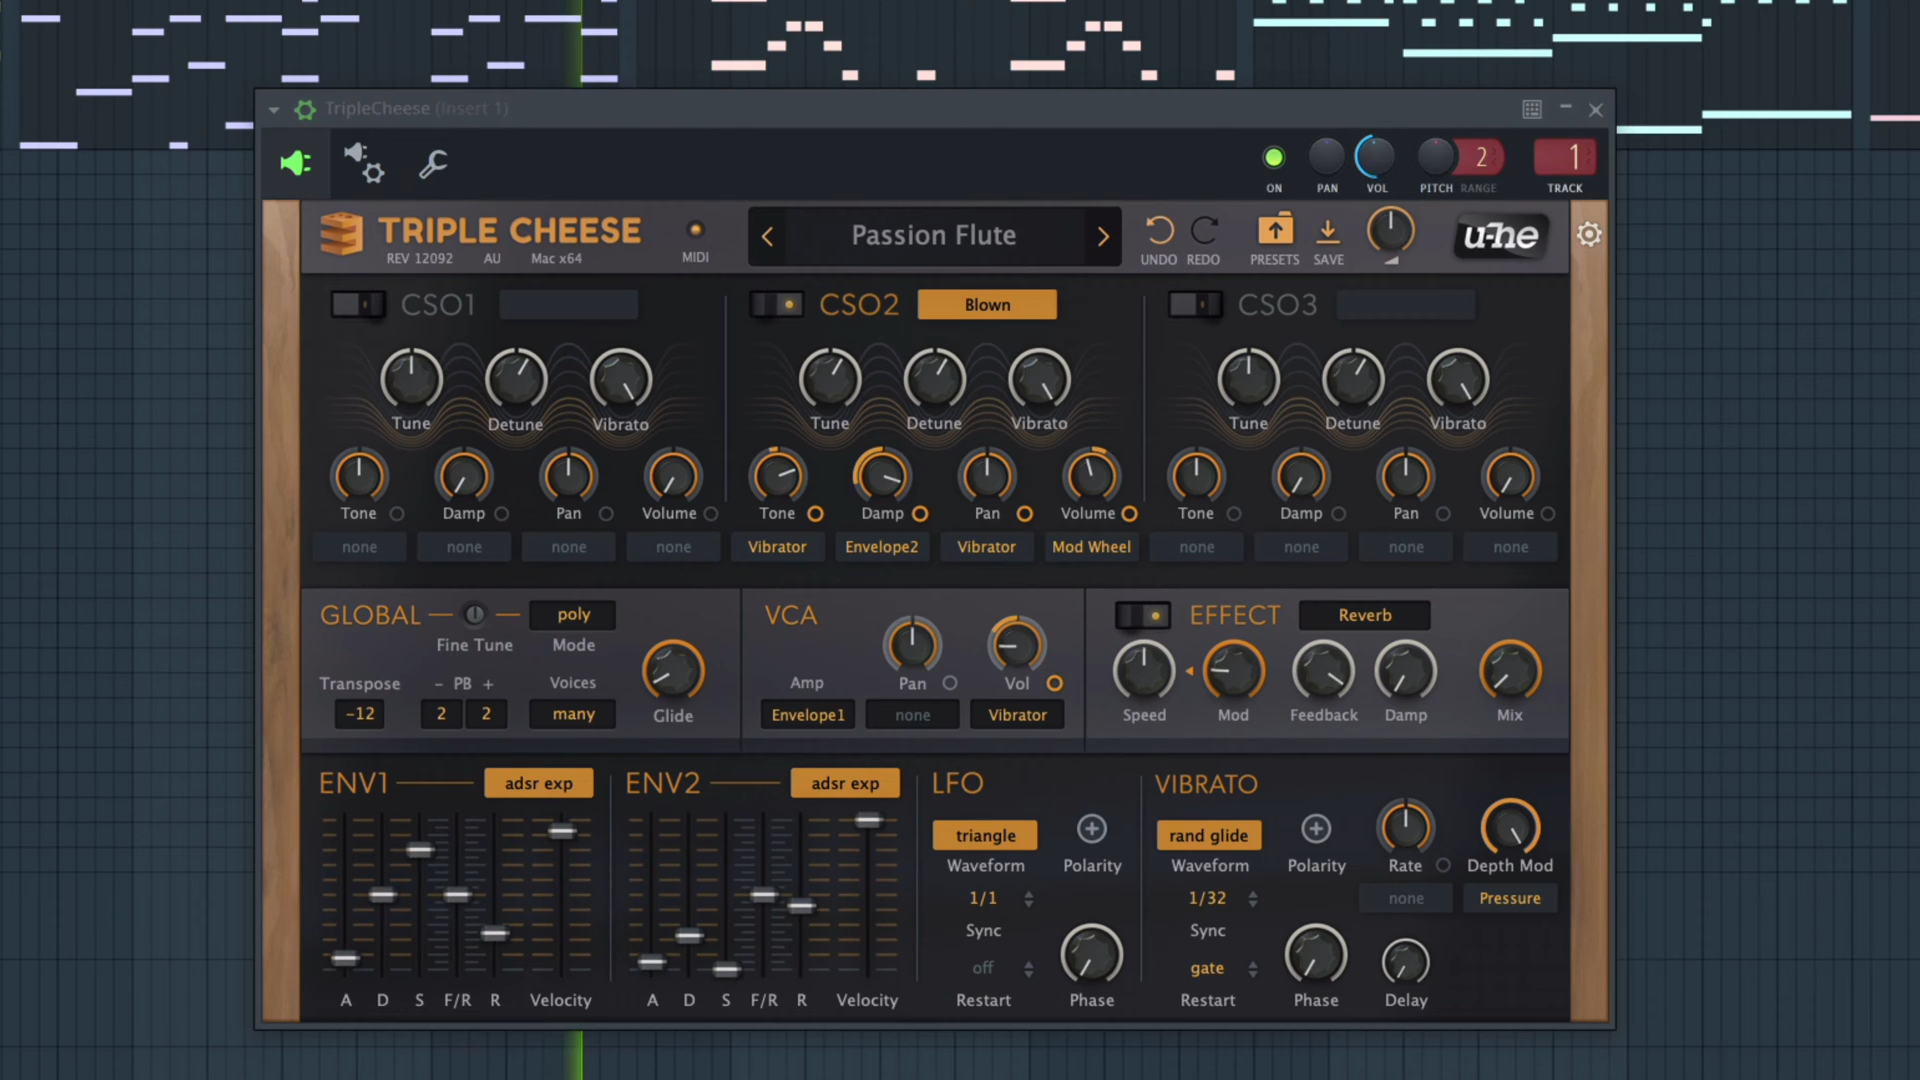 TripleCheese (Insert 1)
2 1
ON PAN VOL PITCH RANGE TRACK
TRIPLE CHEESE
REV 12092 AU Mac x64
MIDI
Passion Flute
UNDO REDO PRESETS SAVE
u-he
CSO1
CSO2 Blown
CSO3
Tune Detune Vibrato Tune Detune Vibrato Tune Detune Vibrato
Tone Damp Pan Volume Tone Damp Pan Volume Tone Damp Pan Volume
none none none none Vibrator Envelope2 Vibrator Mod Wheel none none none none
GLOBAL poly
Fine Tune Mode
Transpose - PB + Voices
-12 2 2 many Glide
VCA
Amp Pan Vol
Envelope1 none Vibrator
EFFECT Reverb
Speed Mod Feedback Damp Mix
ENV1 adsr exp
A D S F/R R Velocity
ENV2 adsr exp
A D S F/R R Velocity
LFO
triangle
Waveform Polarity
1/1
Sync
off
Restart Phase
VIBRATO
rand glide
Waveform Polarity Rate Depth Mod
1/32 none Pressure
Sync
gate
Restart Phase Delay